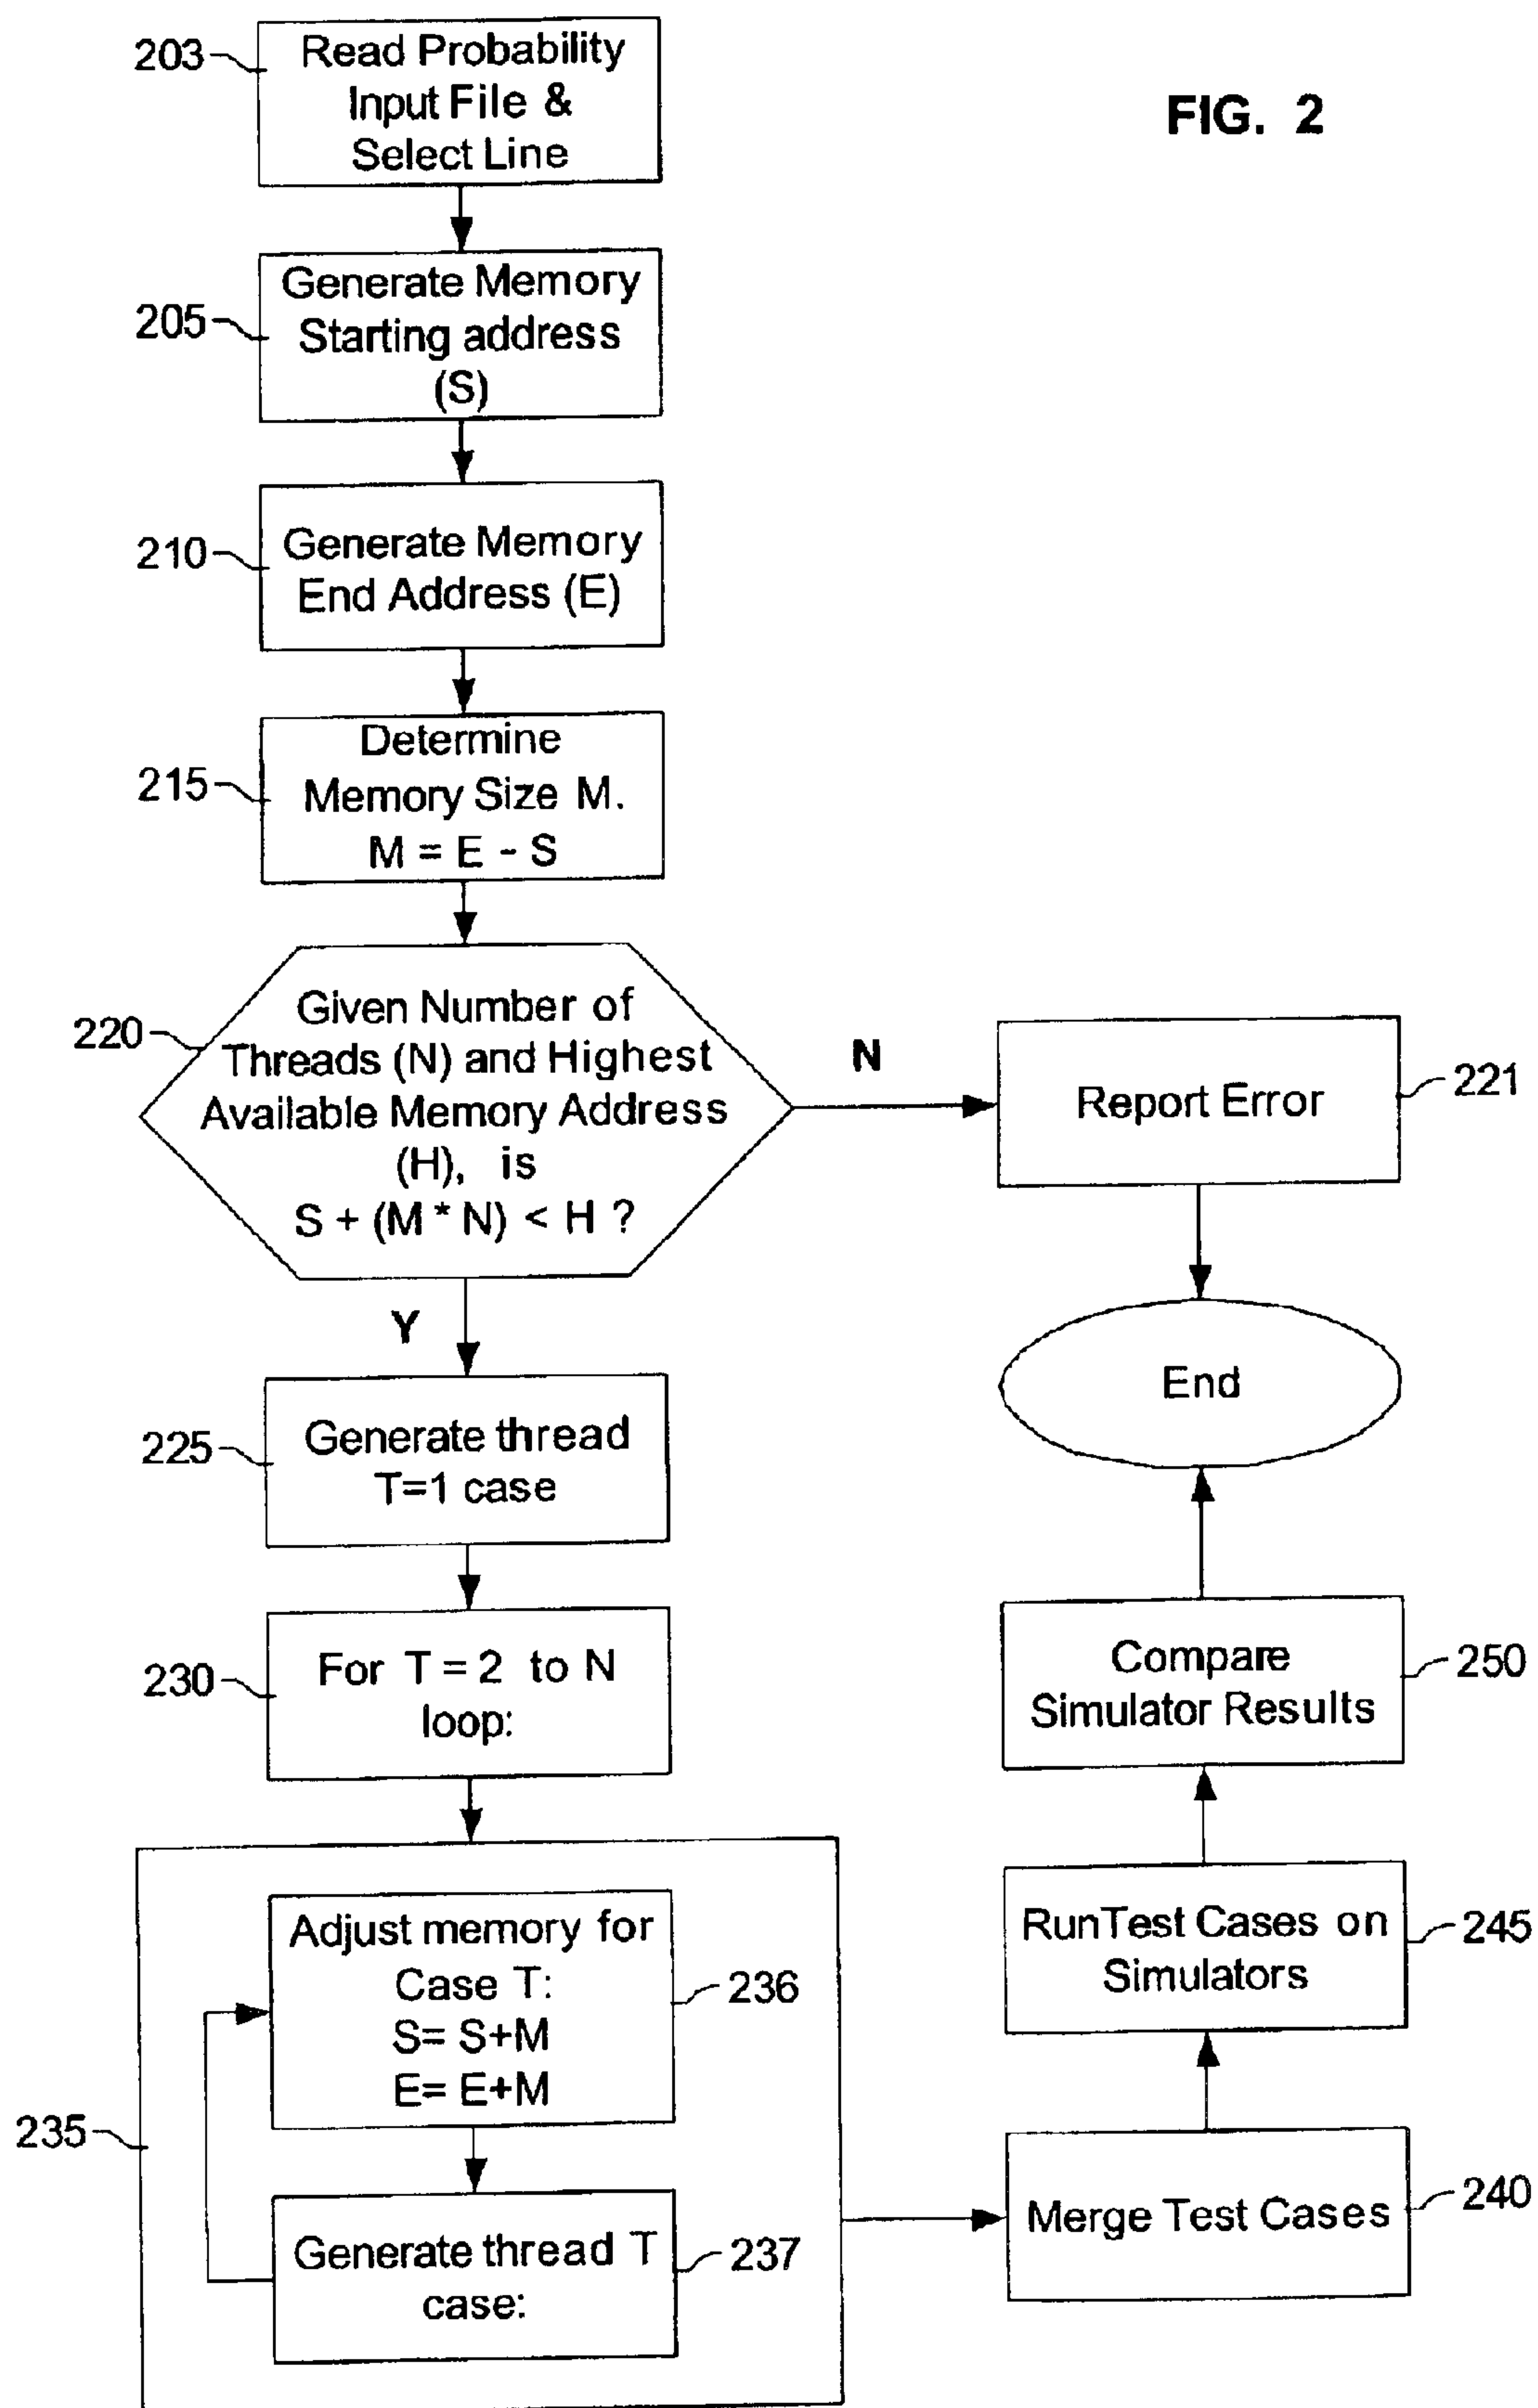 FIG. 2
203
Read Probability
Input File &
Select Line
205
Generate Memory
Starting address
(S)
210
Generate Memory
End Address (E)
215
Determine
Memory Size M.
M = E - S
220
Given Number of
Threads (N) and Highest
Available Memory Address
(H), is
S + (M * N) < H ?
N
Report Error
221
End
Y
225
Generate thread
T=1 case
230
For T = 2 to N
loop:
235
Adjust memory for
Case T:
S= S+M
E= E+M
236
Generate thread T
case:
237
Merge Test Cases
240
RunTest Cases on
Simulators
245
Compare
Simulator Results
250